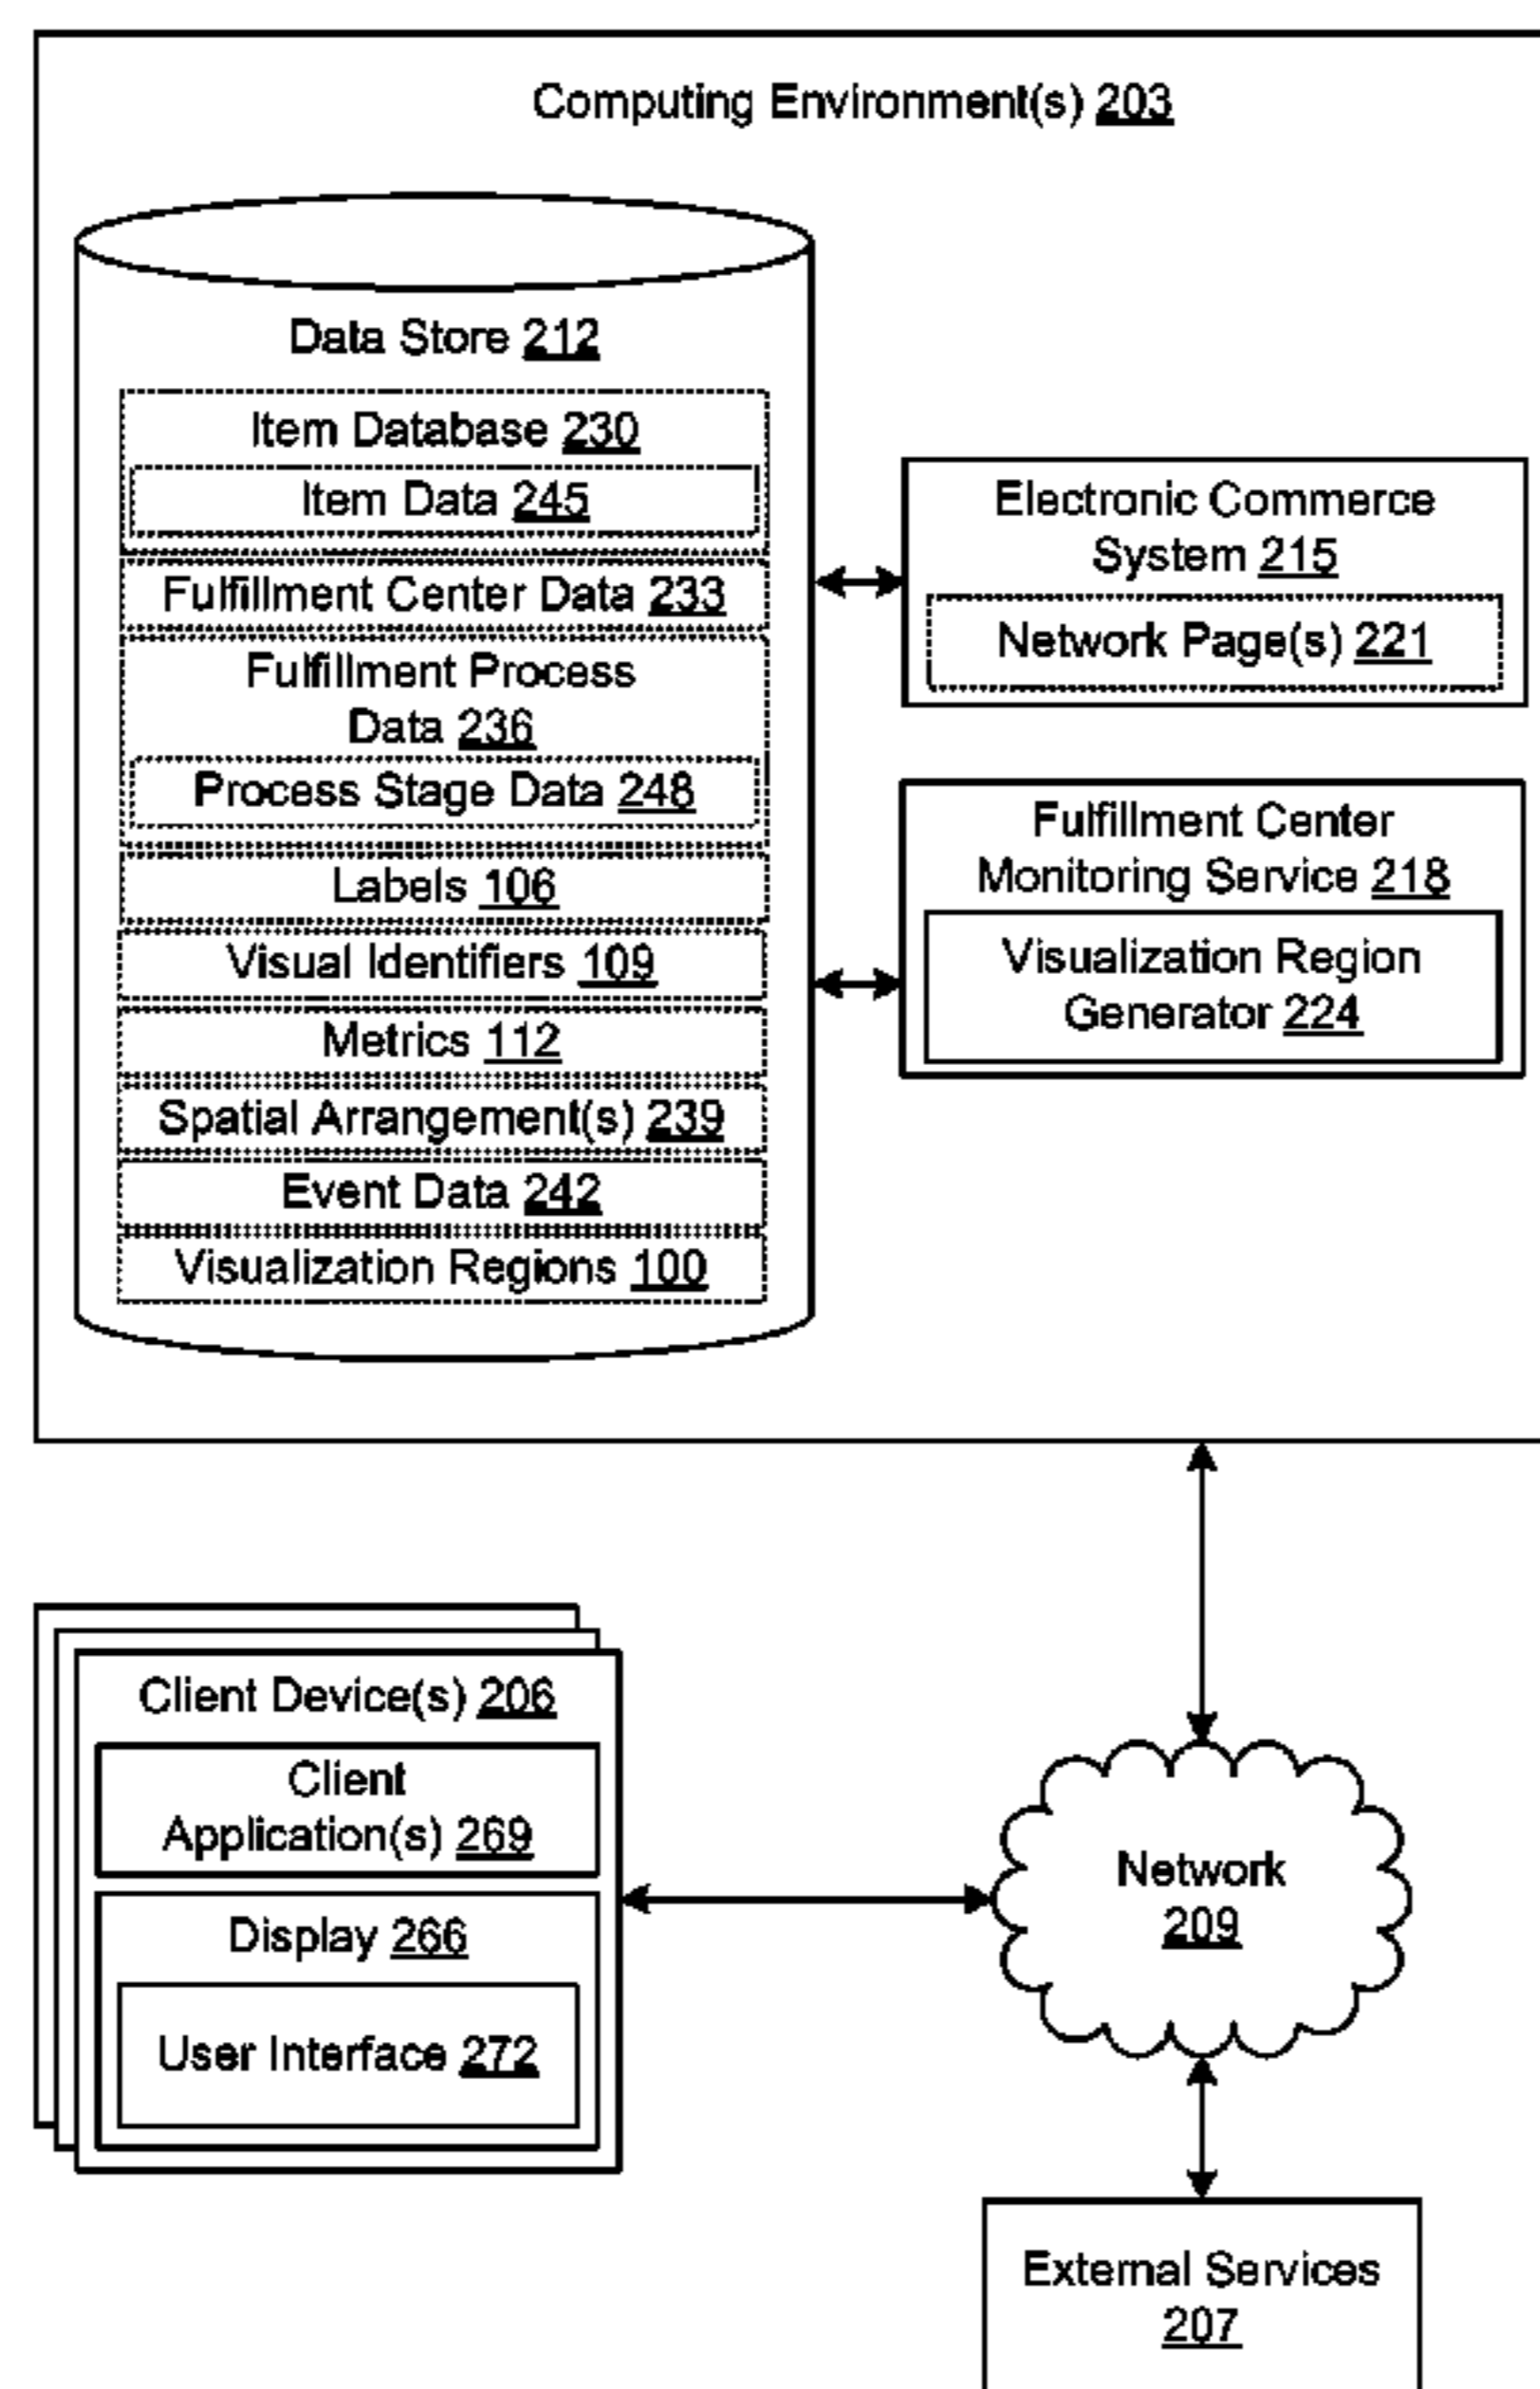 Computing Environment(s) 203
Data Store 212
Item Database 230
Item Data 245
Fulfillment Center Data 233
Fulfillment Process
Data 236
Process Stage Data 248
Labels 106
Visual Identifiers 109
Metrics 112
Spatial Arrangement(s) 239
Event Data 242
Visualization Regions 100
Electronic Commerce
System 215
Network Page(s) 221
Fulfillment Center
Monitoring Service 218
Visualization Region
Generator 224
Client Device(s) 206
Client
Application(s) 269
Display 266
User Interface 272
Network
209
External Services
207